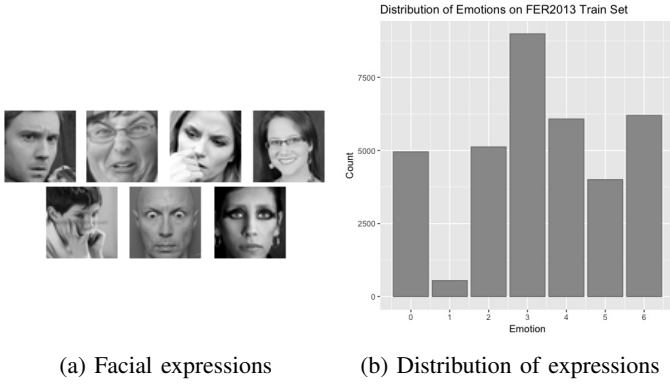 Distribution of Emotions on FER2013 Train Set
7500
5000
2500
0
Count
0 1 2 3 4 5 6
Emotion
(a) Facial expressions
(b) Distribution of expressions